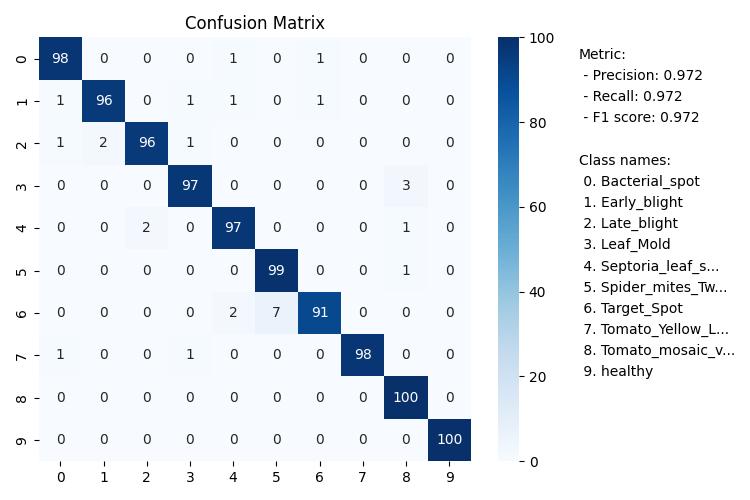 Confusion Matrix
0 98 0 0 0 1 0 1 0 0 0
1 1 96 0 1 1 0 1 0 0 0
2 1 2 96 1 0 0 0 0 0 0
3 0 0 0 97 0 0 0 0 3 0
4 0 0 2 0 97 0 0 0 1 0
5 0 0 0 0 0 99 0 0 1 0
6 0 0 0 0 2 7 91 0 0 0
7 1 0 0 1 0 0 0 98 0 0
8 0 0 0 0 0 0 0 0 100 0
9 0 0 0 0 0 0 0 0 0 100
0 1 2 3 4 5 6 7 8 9
100
80
60
40
20
0
Metric:
- Precision: 0.972
- Recall: 0.972
- F1 score: 0.972
Class names:
0. Bacterial_spot
1. Early_blight
2. Late_blight
3. Leaf_Mold
4. Septoria_leaf_s...
5. Spider_mites_Tw...
6. Target_Spot
7. Tomato_Yellow_L...
8. Tomato_mosaic_v...
9. healthy